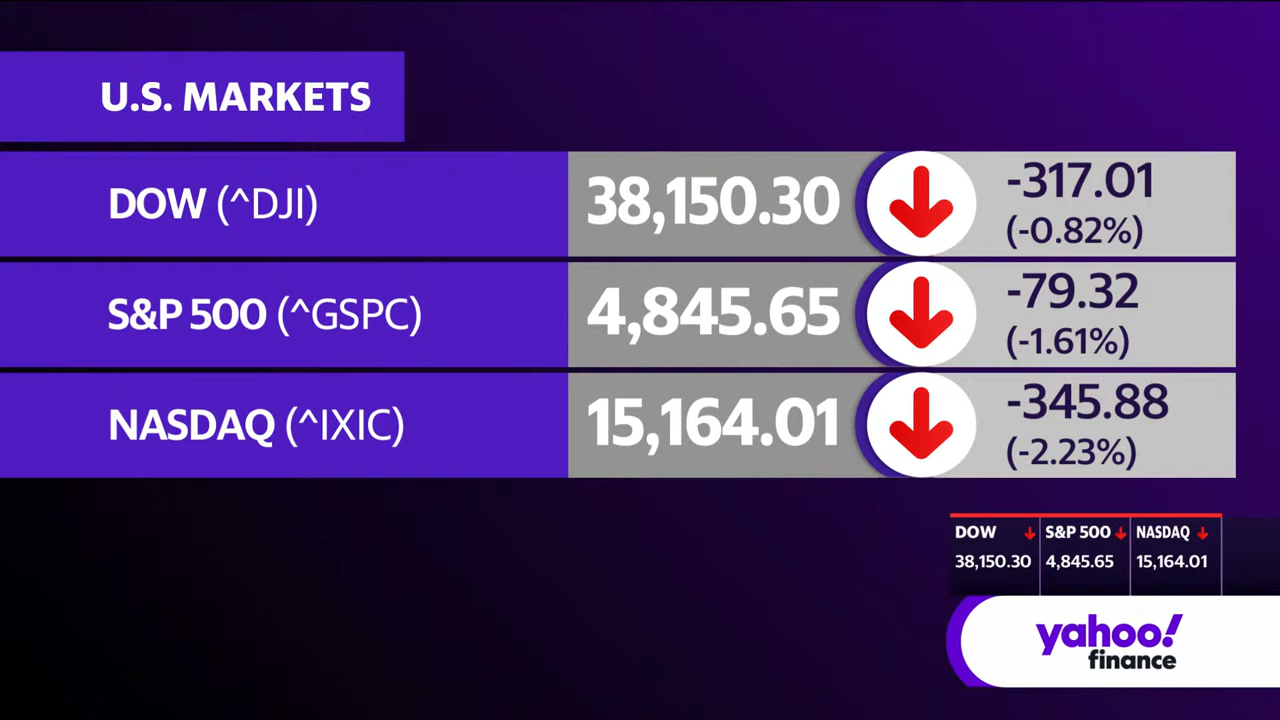 U.S. MARKETS
DOW (^DJI) 38,150.30 -317.01 (-0.82%)
S&P 500 (^GSPC) 4,845.65 -79.32 (-1.61%)
NASDAQ (^IXIC) 15,164.01 -345.88 (-2.23%)
DOW S&P 500 NASDAQ
38,150.30 4,845.65 15,164.01
yahoo!
finance